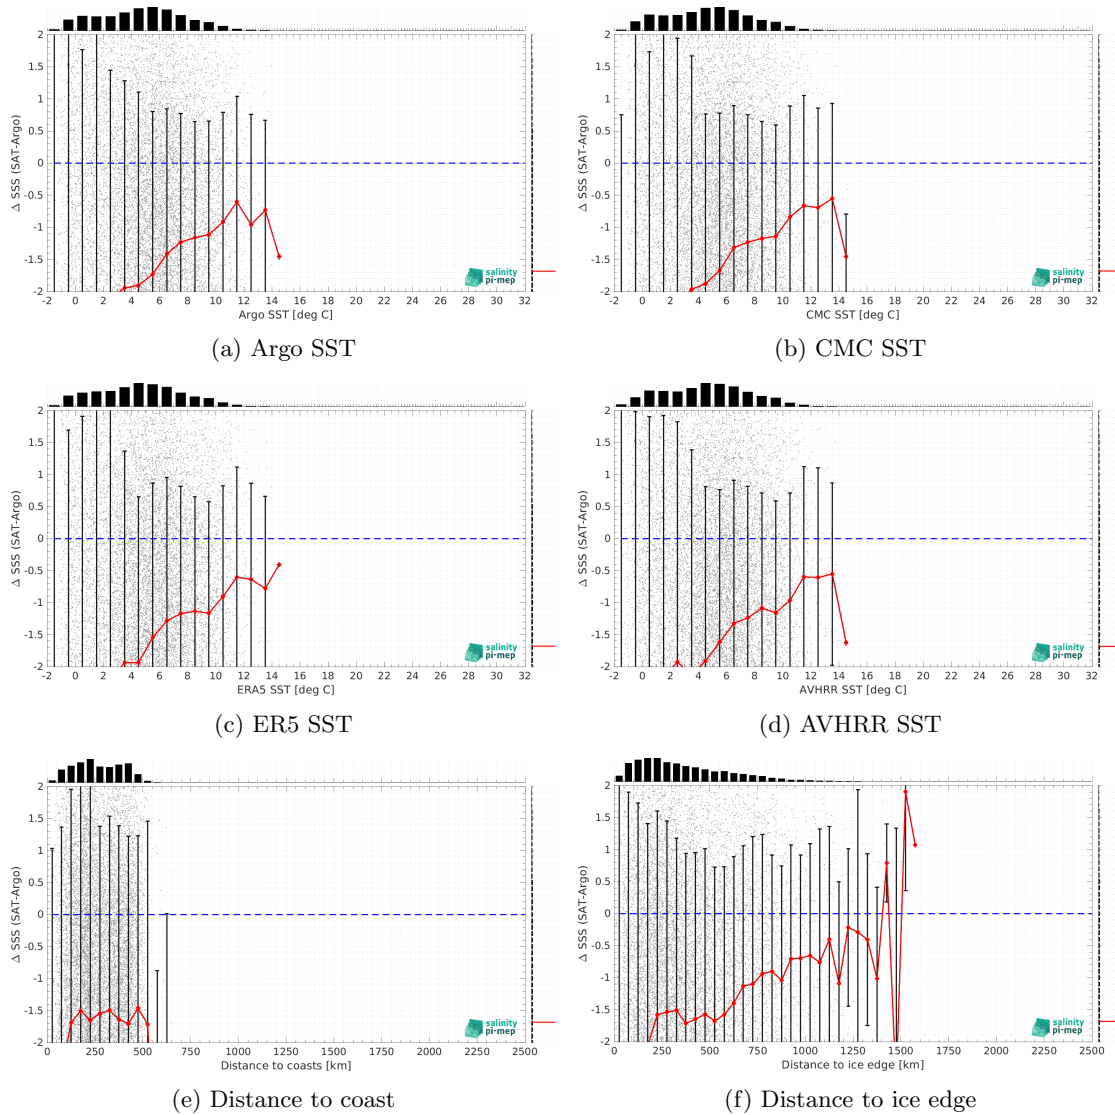 2
1.5
1
0.5
0
-0.5
-1
-1.5
-2
Δ SSS (SAT-Argo)
salinity
pi-mep
-2 0 2 4 6 8 10 12 14 16 18 20 22 24 26 28 30 32
Argo SST [deg C]
(a) Argo SST
2
1.5
1
0.5
0
-0.5
-1
-1.5
-2
Δ SSS (SAT-Argo)
salinity
pi-mep
-2 0 2 4 6 8 10 12 14 16 18 20 22 24 26 28 30 32
CMC SST [deg C]
(b) CMC SST
2
1.5
1
0.5
0
-0.5
-1
-1.5
-2
Δ SSS (SAT-Argo)
salinity
pi-mep
-2 0 2 4 6 8 10 12 14 16 18 20 22 24 26 28 30 32
ERA5 SST [deg C]
(c) ER5 SST
2
1.5
1
0.5
0
-0.5
-1
-1.5
-2
Δ SSS (SAT-Argo)
salinity
pi-mep
-2 0 2 4 6 8 10 12 14 16 18 20 22 24 26 28 30 32
AVHRR SST [deg C]
(d) AVHRR SST
2
1.5
1
0.5
0
-0.5
-1
-1.5
-2
Δ SSS (SAT-Argo)
salinity
pi-mep
0 250 500 750 1000 1250 1500 1750 2000 2250 2500
Distance to coasts [km]
(e) Distance to coast
2
1.5
1
0.5
0
-0.5
-1
-1.5
-2
Δ SSS (SAT-Argo)
salinity
pi-mep
0 250 500 750 1000 1250 1500 1750 2000 2250 2500
Distance to ice edge [km]
(f) Distance to ice edge